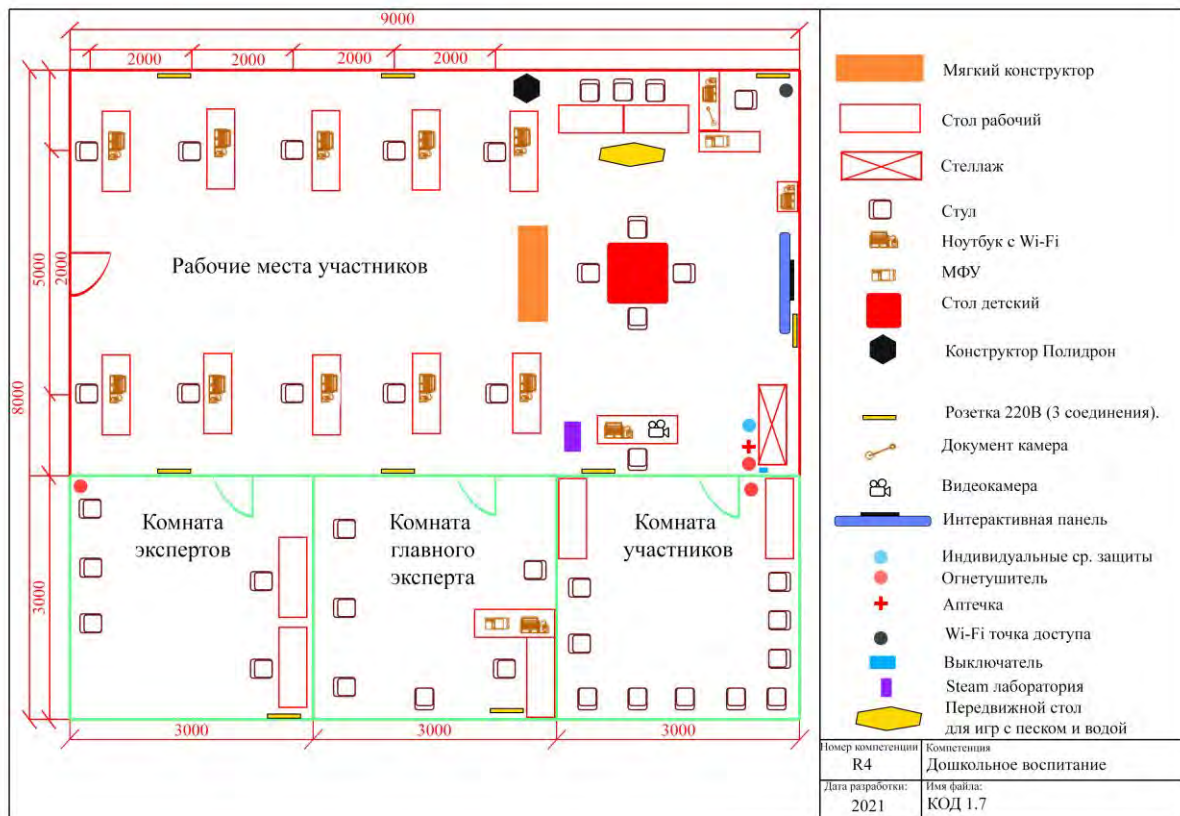 9000
2000
2000
2000
2000
8000
5000
2000
3000
Рабочие места участников
Комната
экспертов
Комната
главного
эксперта
Комната
участников
3000
3000
3000
Мягкий конструктор
Стол рабочий
Стеллаж
Стул
Ноутбук с Wi-Fi
МФУ
Стол детский
Конструктор Полидрон
Розетка 220В (3 соединения).
Документ камера
Видеокамера
Интерактивная панель
Индивидуальные ср. защиты
Огнетушитель
Аптечка
Wi-Fi точка доступа
Выключатель
Steam лаборатория
Передвижной стол
для игр с песком и водой
Номер компетенции
R4
Компетенция
Дошкольное воспитание
Дата разработки:
2021
Имя файла:
КОД 1.7